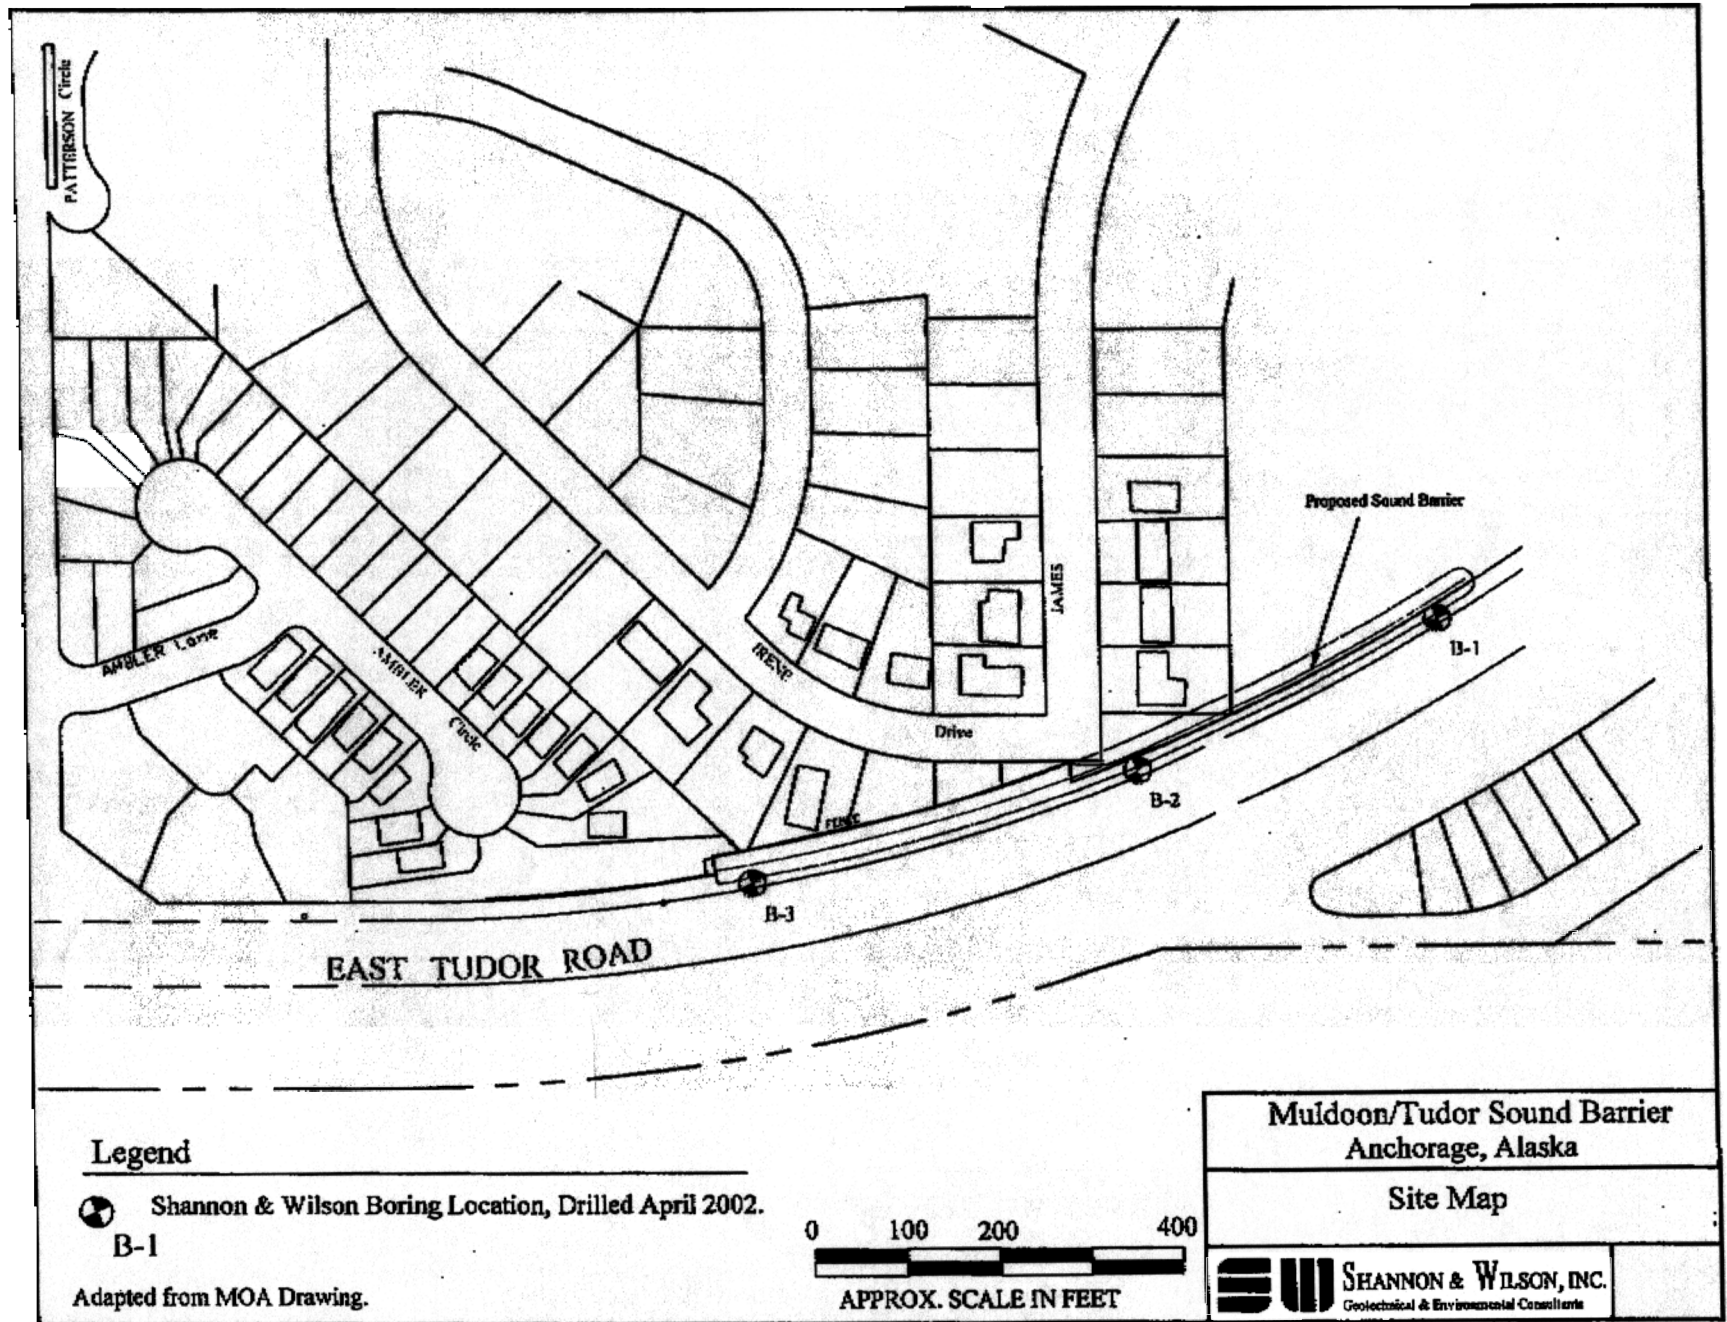 PATTERSON Circle
Proposed Sound Barrier
JAMES
AMBLER Lane
AMBLER
Circle
IRENE
Drive
B-1
B-2
FENCE
B-3
EAST TUDOR ROAD
Legend
Shannon & Wilson Boring Location, Drilled April 2002.
B-1
Adapted from MOA Drawing.
0 100 200 400
APPROX. SCALE IN FEET
Muldoon/Tudor Sound Barrier
Anchorage, Alaska
Site Map
SHANNON & WILSON, INC.
Geotechnical & Environmental Consultants